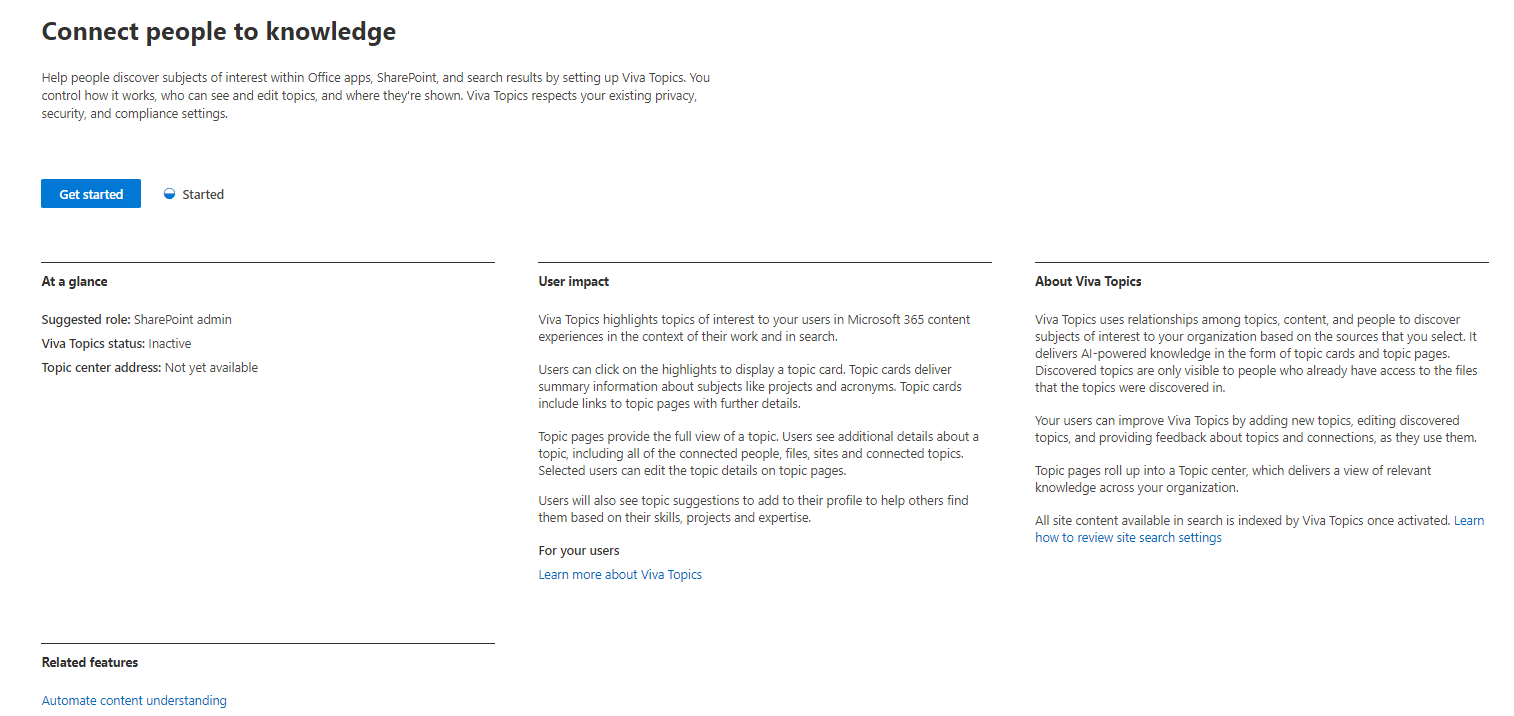 Connect people to knowledge
Help people discover subjects of interest within Office apps, SharePoint, and search results by setting up Viva Topics. You
control how it works, who can see and edit topics, and where they're shown. Viva Topics respects your existing privacy,
security, and compliance settings.
Get started
Started
At a glance
Suggested role: SharePoint admin
Viva Topics status: Inactive
Topic center address: Not yet available
User impact
Viva Topics highlights topics of interest to your users in Microsoft 365 content
experiences in the context of their work and in search.
Users can click on the highlights to display a topic card. Topic cards deliver
summary information about subjects like projects and acronyms. Topic cards
include links to topic pages with further details.
Topic pages provide the full view of a topic. Users see additional details about a
topic, including all of the connected people, files, sites and connected topics.
Selected users can edit the topic details on topic pages.
Users will also see topic suggestions to add to their profile to help others find
them based on their skills, projects and expertise.
For your users
Learn more about Viva Topics
About Viva Topics
Viva Topics uses relationships among topics, content, and people to discover
subjects of interest to your organization based on the sources that you select. It
delivers AI-powered knowledge in the form of topic cards and topic pages.
Discovered topics are only visible to people who already have access to the files
that the topics were discovered in.
Your users can improve Viva Topics by adding new topics, editing discovered
topics, and providing feedback about topics and connections, as they use them.
Topic pages roll up into a Topic center, which delivers a view of relevant
knowledge across your organization.
All site content available in search is indexed by Viva Topics once activated. Learn
how to review site search settings
Related features
Automate content understanding